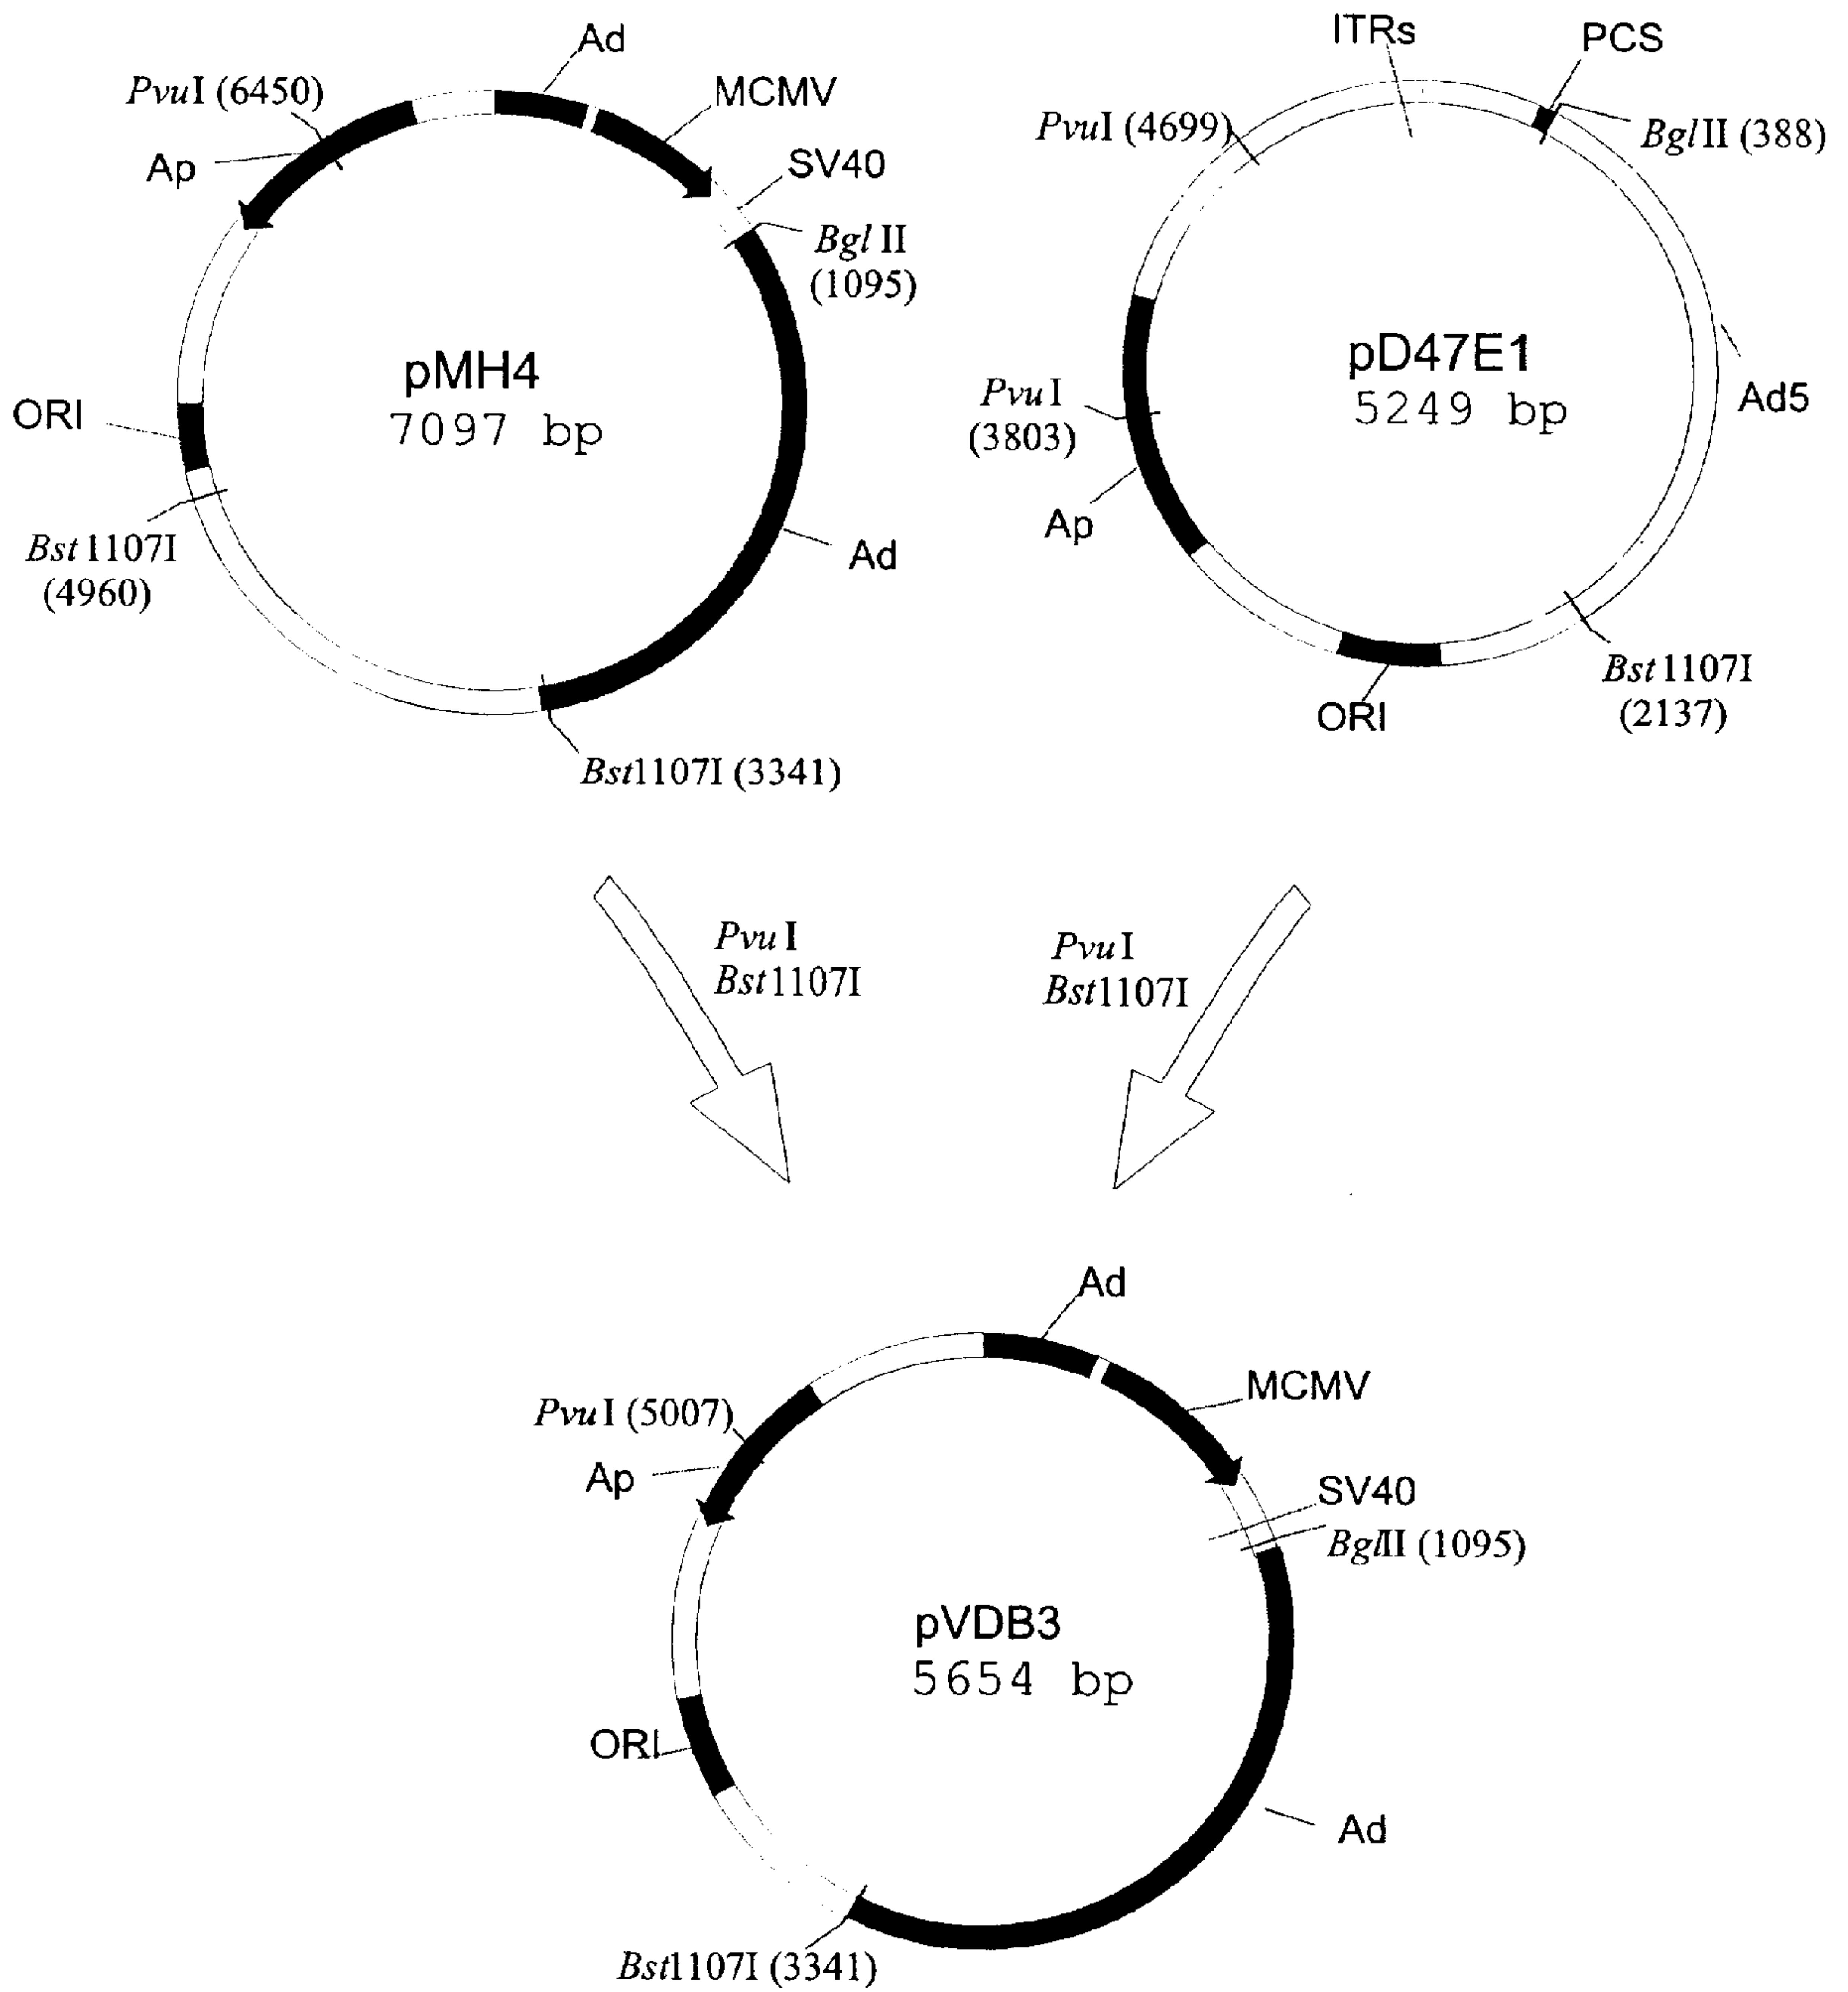 Ad
PvuI (6450)
MCMV
Ap
SV40
Bgl II
(1095)
pMH4
7097 bp
ORI
Bst1107I
(4960)
Ad
Bst1107I (3341)
ITRs
PCS
PvuI (4699)
BglII (388)
pD47E1
5249 bp
PvuI
(3803)
Ad5
Ap
Bst1107I
(2137)
ORI
PvuI
Bst1107I
PvuI
Bst1107I
Ad
MCMV
PvuI (5007)
Ap
SV40
BglII (1095)
pVDB3
5654 bp
ORI
Ad
Bst1107I (3341)